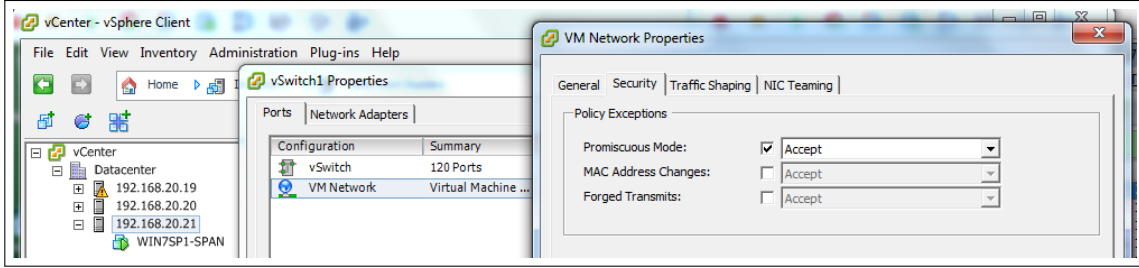 vCenter - vSphere Client
File Edit View Inventory Administration Plug-ins Help
Home
vCenter
Datacenter
192.168.20.19
192.168.20.20
192.168.20.21
WIN7SP1-SPAN
vSwitch1 Properties
Ports Network Adapters
Configuration Summary
vSwitch 120 Ports
VM Network Virtual Machine ...
VM Network Properties
General Security Traffic Shaping NIC Teaming
Policy Exceptions
Promiscuous Mode: Accept
MAC Address Changes: Accept
Forged Transmits: Accept